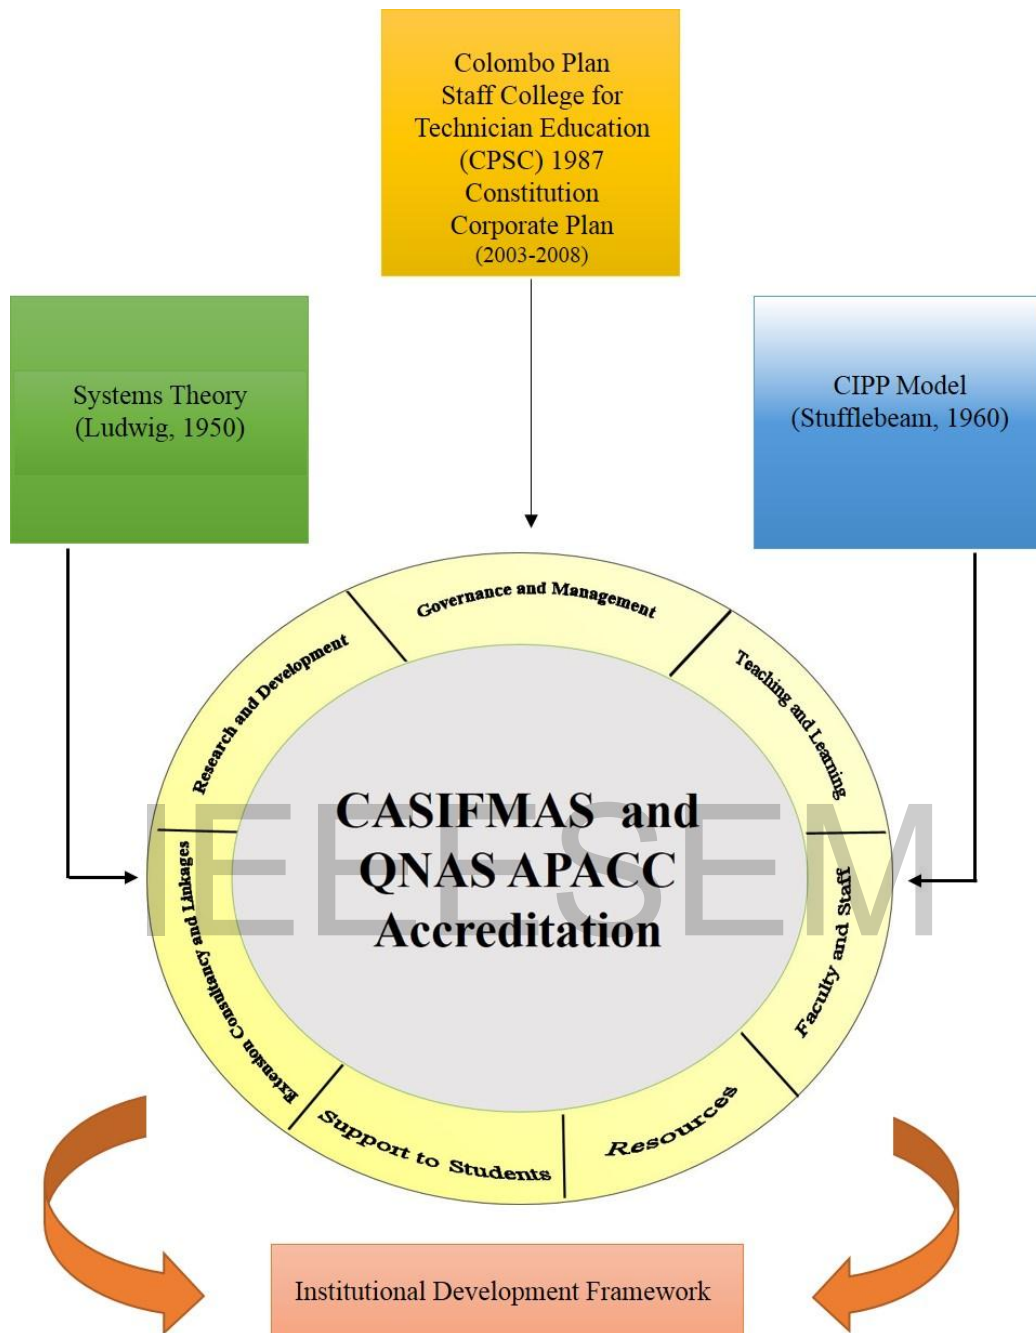 Colombo Plan
Staff College for
Technician Education
(CPSC) 1987
Constitution
Corporate Plan
(2003-2008)
Systems Theory
(Ludwig, 1950)
CIPP Model
(Stufflebeam, 1960)
Governance and Management
Teaching and Learning
Faculty and Staff
Resources
Support to Students
Extension Consultancy and Linkages
Research and Development
CASIFMAS and
QNAS APACC
Accreditation
IEEESEM
Institutional Development Framework